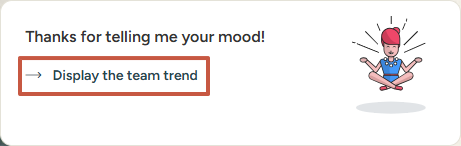 Thanks for telling me your mood!
→ Display the team trend